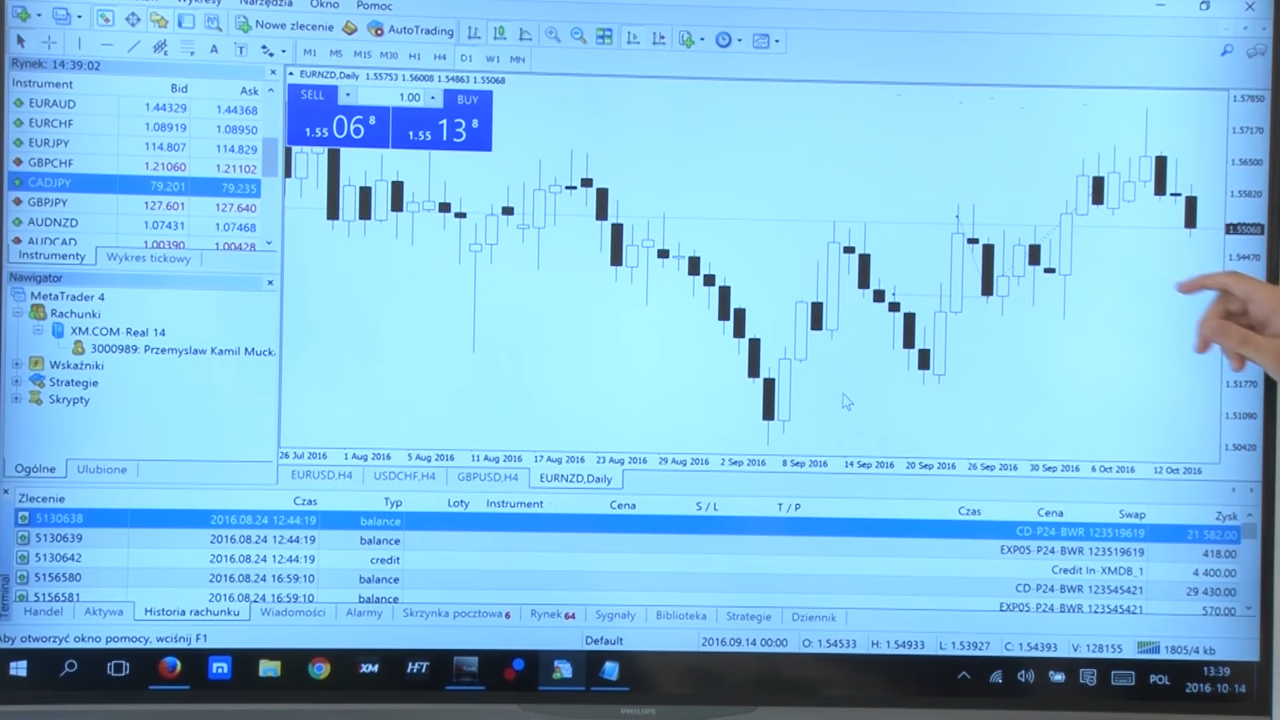 Wykresy Narzędzia Okno Pomoc
Nowe zlecenie AutoTrading
A T M1 M5 M15 M30 H1 H4 D1 W1 MN
Rynek: 14:39:02
Instrument Bid Ask
EURAUD 1.44329 1.44368
EURCHF 1.08919 1.08950
EURJPY 114.807 114.829
GBPCHF 1.21060 1.21102
CADJPY 79.201 79.235
GBPJPY 127.601 127.640
AUDNZD 1.07431 1.07468
AUDCAD 1.00390 1.00428
Instrumenty Wykres tickowy
Nawigator
MetaTrader 4
Rachunki
XM.COM-Real 14
3000989: Przemyslaw Kamil Muck
Wskaźniki
Strategie
Skrypty
Ogólne Ulubione
EURNZD,Daily 1.55753 1.56008 1.54863 1.55068
SELL 1.00 BUY
1.55 06 8 1.55 13 8
1.57850
1.57170
1.56500
1.55820
1.55068
1.54470
1.51770
1.51090
1.50420
26 Jul 2016 1 Aug 2016 5 Aug 2016 11 Aug 2016 17 Aug 2016 23 Aug 2016 29 Aug 2016 2 Sep 2016 8 Sep 2016 14 Sep 2016 20 Sep 2016 26 Sep 2016 30 Sep 2016 6 Oct 2016 12 Oct 2016
EURUSD,H4 USDCHF,H4 GBPUSD,H4 EURNZD,Daily
Zlecenie Czas Typ Loty Instrument Cena S / L T / P Czas Cena Swap Zysk
5130638 2016.08.24 12:44:19 balance CD-P24-BWR 123519619 21 582.00
5130639 2016.08.24 12:44:19 balance EXP05-P24-BWR 123519619 418.00
5130642 2016.08.24 12:44:19 credit Credit In-XMDB_1 4 400.00
5156580 2016.08.24 16:59:10 balance CD-P24-BWR 123545421 29 430.00
5156581 2016.08.24 16:59:10 balance EXP05-P24-BWR 123545421 570.00
Terminal
Handel Aktywa Historia rachunku Wiadomości Alarmy Skrzynka pocztowa 6 Rynek 64 Sygnały Biblioteka Strategie Dziennik
Aby otworzyć okno pomocy, wciśnij F1 Default 2016.09.14 00:00 O: 1.54533 H: 1.54933 L: 1.53927 C: 1.54393 V: 128155 1805/4 kb
XM HT POL 13:39
2016-10-14
PHILIPS